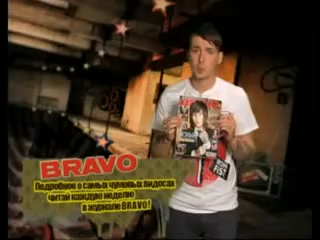 BRAVO
Подробнее о самых чумовых видосах
читай каждую неделю
в журнале BRAVO!